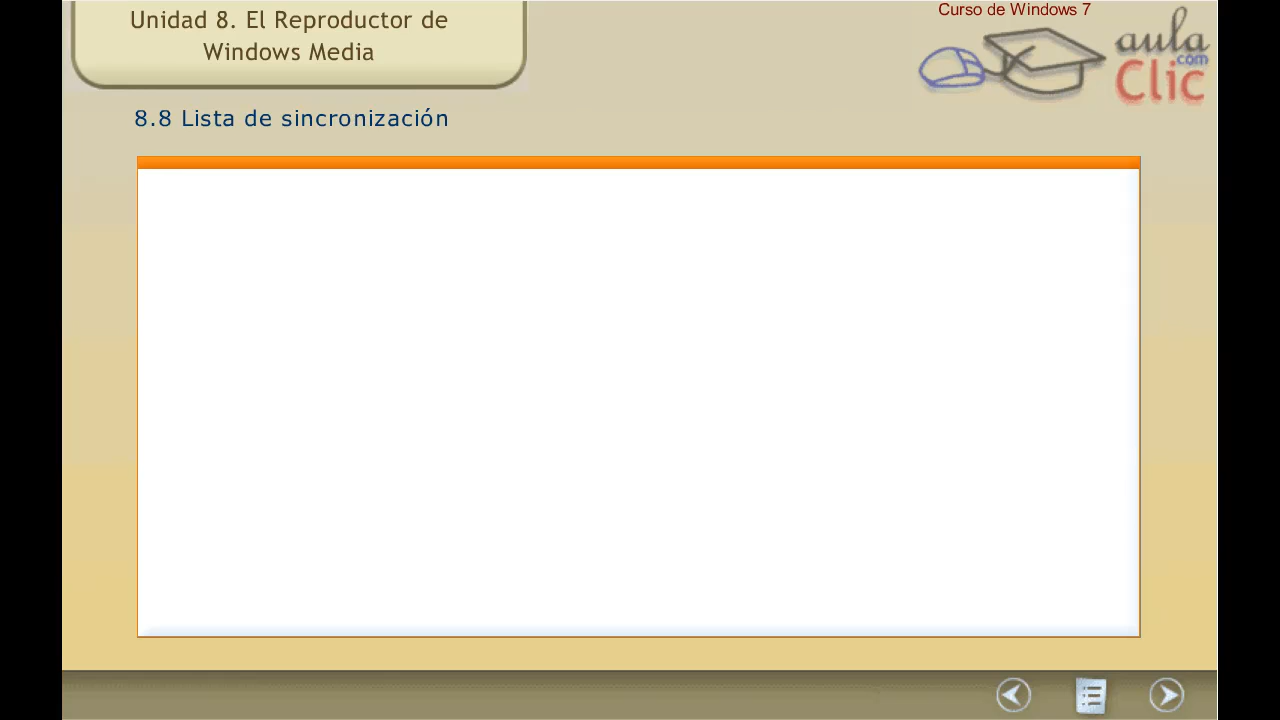 Unidad 8. El Reproductor de
Windows Media
Curso de Windows 7
aula
.com
Clic
8.8 Lista de sincronización